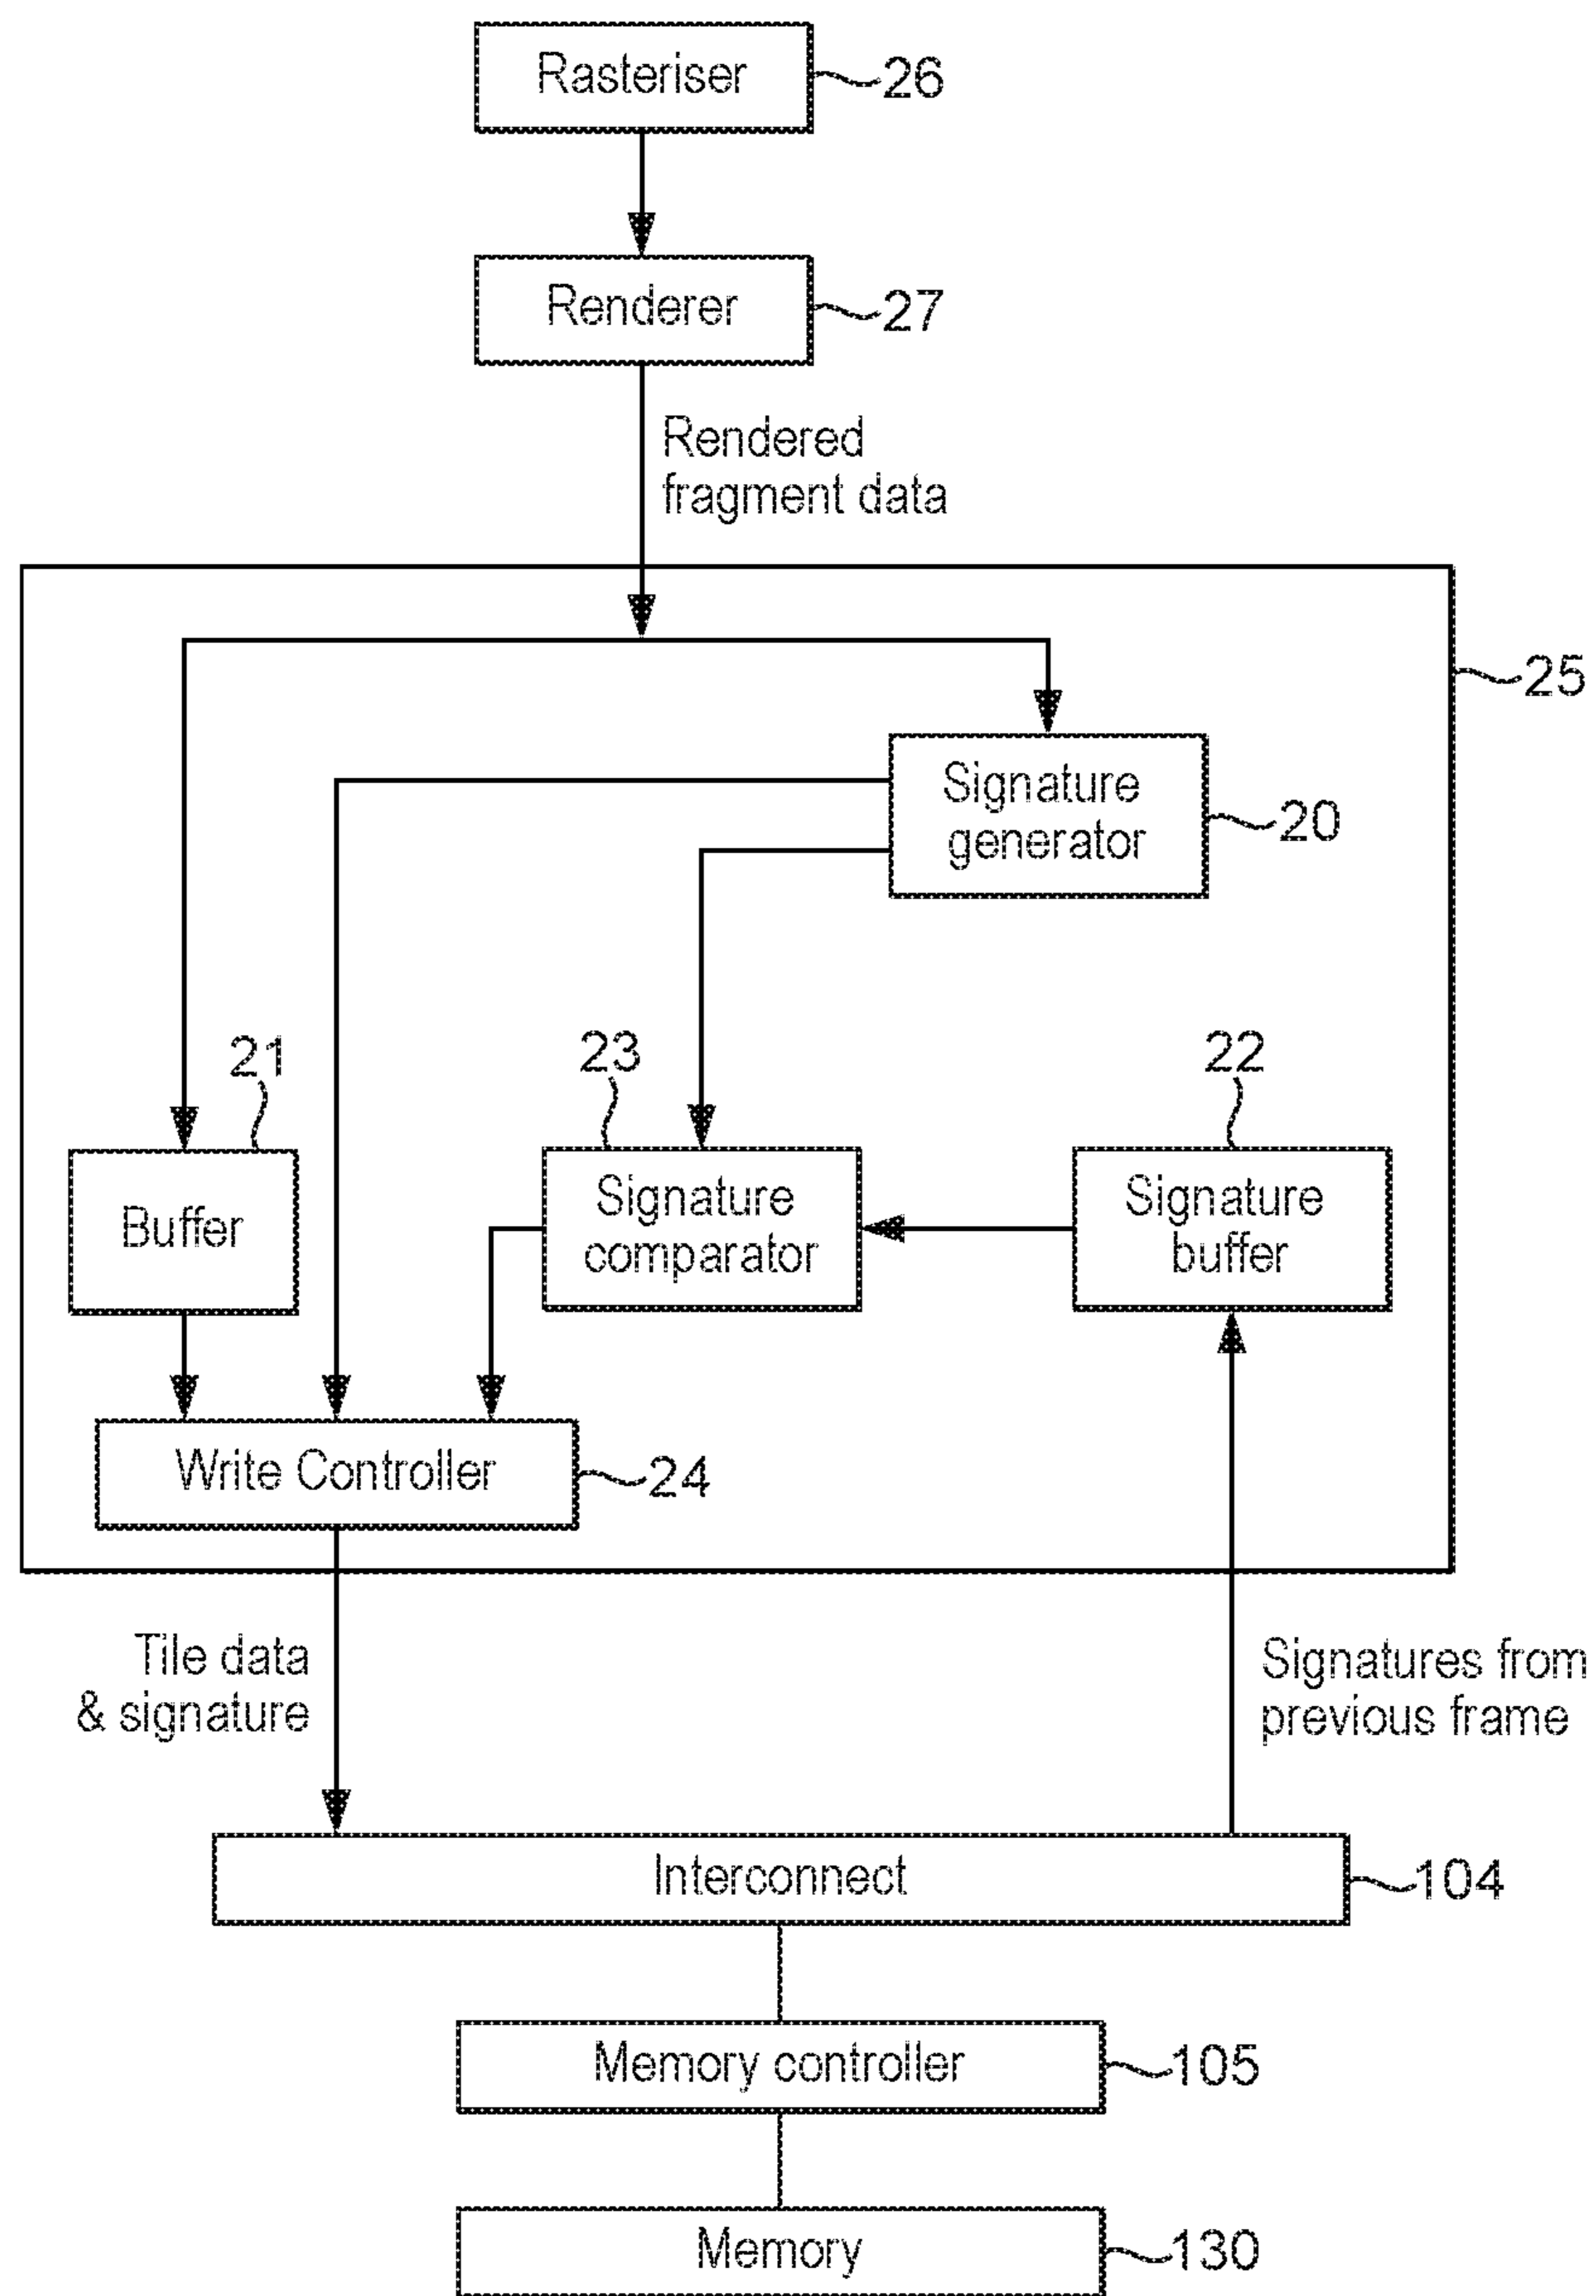 Rasteriser
26
Renderer
27
Rendered
fragment data
25
Signature
generator
20
21
23
22
Buffer
Signature
comparator
Signature
buffer
Write Controller
24
Tile data
& signature
Signatures from
previous frame
Interconnect
104
Memory controller
105
Memory
130